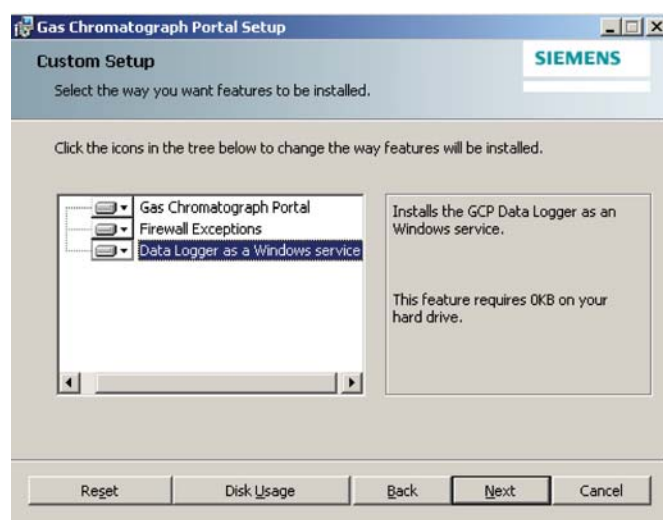 Gas Chromatograph Portal Setup
Custom Setup
SIEMENS
Select the way you want features to be installed.
Click the icons in the tree below to change the way features will be installed.
Gas Chromatograph Portal
Firewall Exceptions
Data Logger as a Windows service
Installs the GCP Data Logger as an
Windows service.
This feature requires 0KB on your
hard drive.
Reset
Disk Usage
Back
Next
Cancel